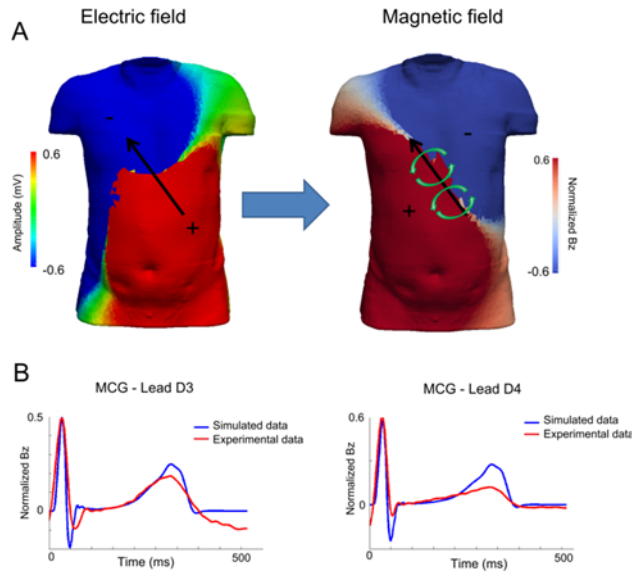 Electric field
Magnetic field
A
-
+
0.6
-0.6
Amplitude (mV)
-
+
0.6
-0.6
Normalized Bz
B
MCG - Lead D3
0.5
0
Normalized Bz
Simulated data
Experimental data
0
500
Time (ms)
MCG - Lead D4
0.6
0
Normalized Bz
Simulated data
Experimental data
0
500
Time (ms)